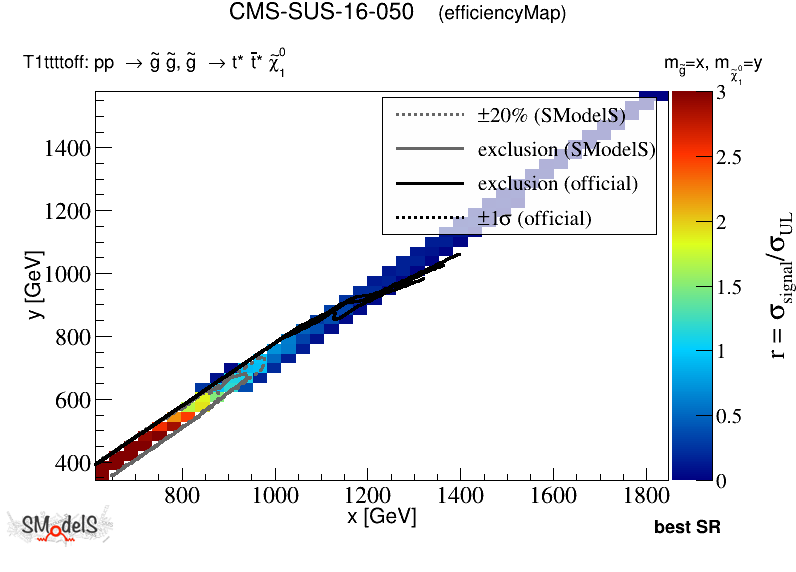 CMS-SUS-16-050 (efficiencyMap)
T1ttttoff: pp → g̃ g̃, g̃ → t* t̄* χ̃⁰₁
m_g̃=x, m_χ̃⁰₁=y
±20% (SModelS)
exclusion (SModelS)
exclusion (official)
±1σ (official)
y [GeV]
1400
1200
1000
800
600
400
800 1000 1200 1400 1600 1800
x [GeV]
3
2.5
2
1.5
1
0.5
0
r = σ_signal/σ_UL
SModelS
best SR